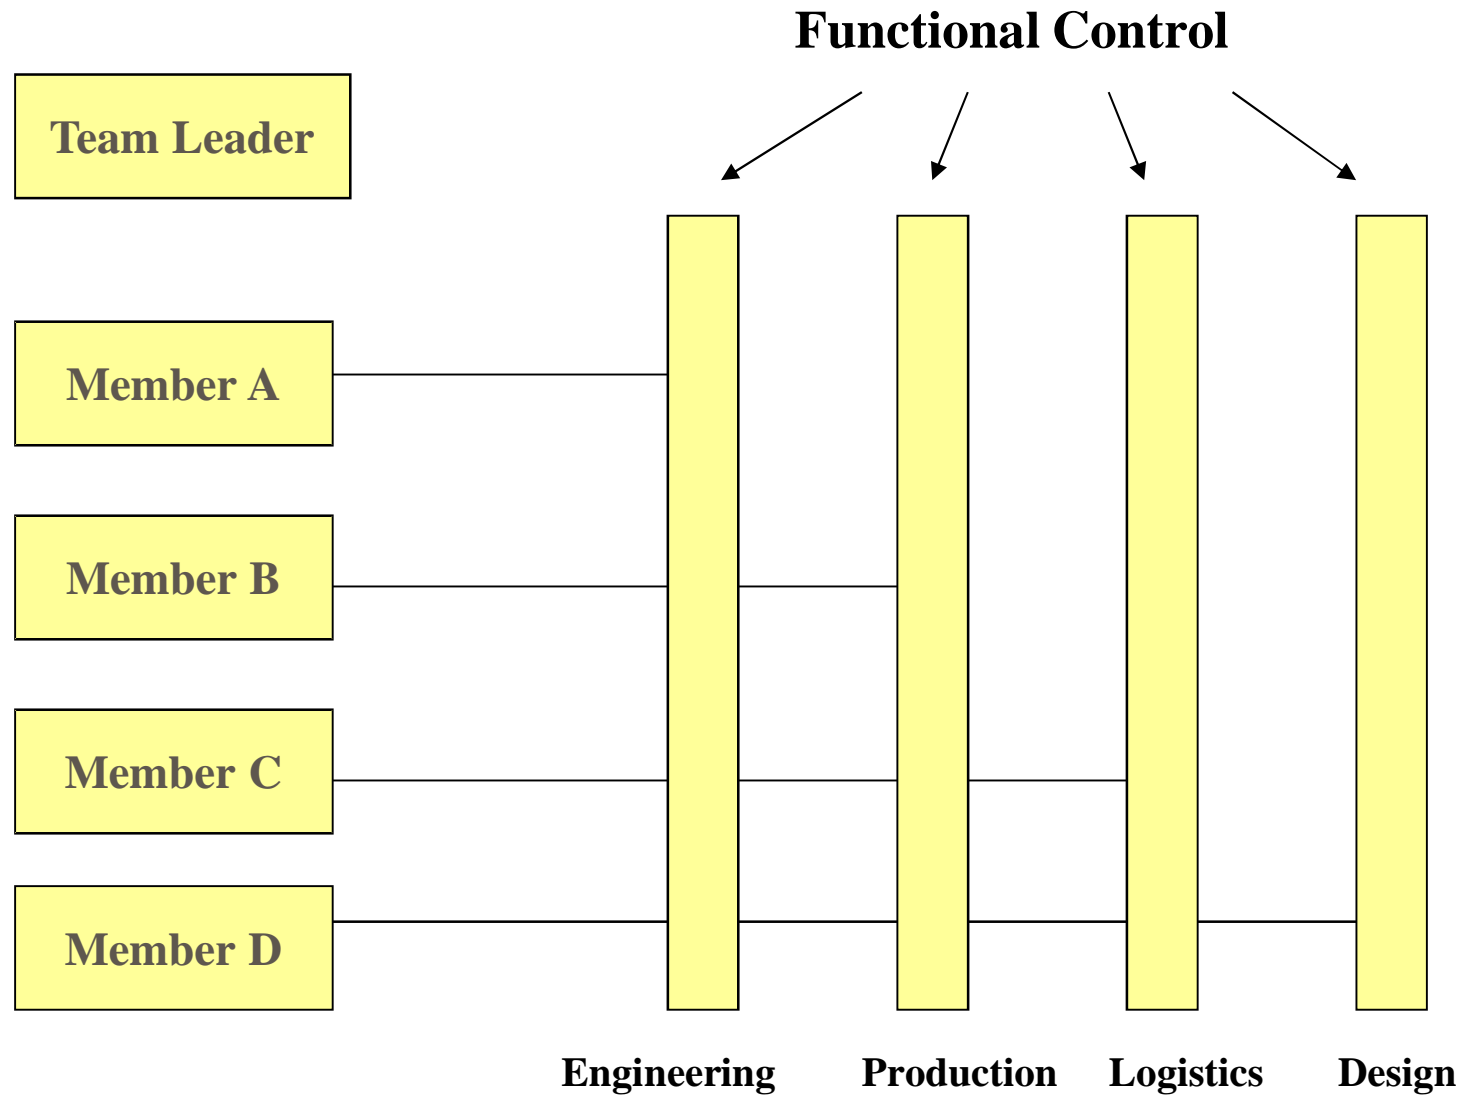 Functional Control
Team Leader
Member A
Member B
Member C
Member D
Engineering Production Logistics Design